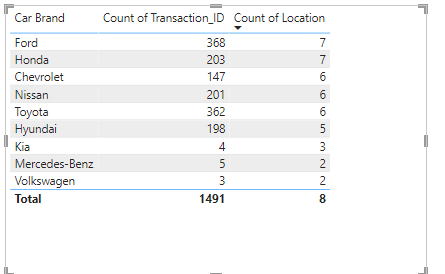 Car Brand Count of Transaction_ID Count of Location
Ford 368 7
Honda 203 7
Chevrolet 147 6
Nissan 201 6
Toyota 362 6
Hyundai 198 5
Kia 4 3
Mercedes-Benz 5 2
Volkswagen 3 2
Total 1491 8